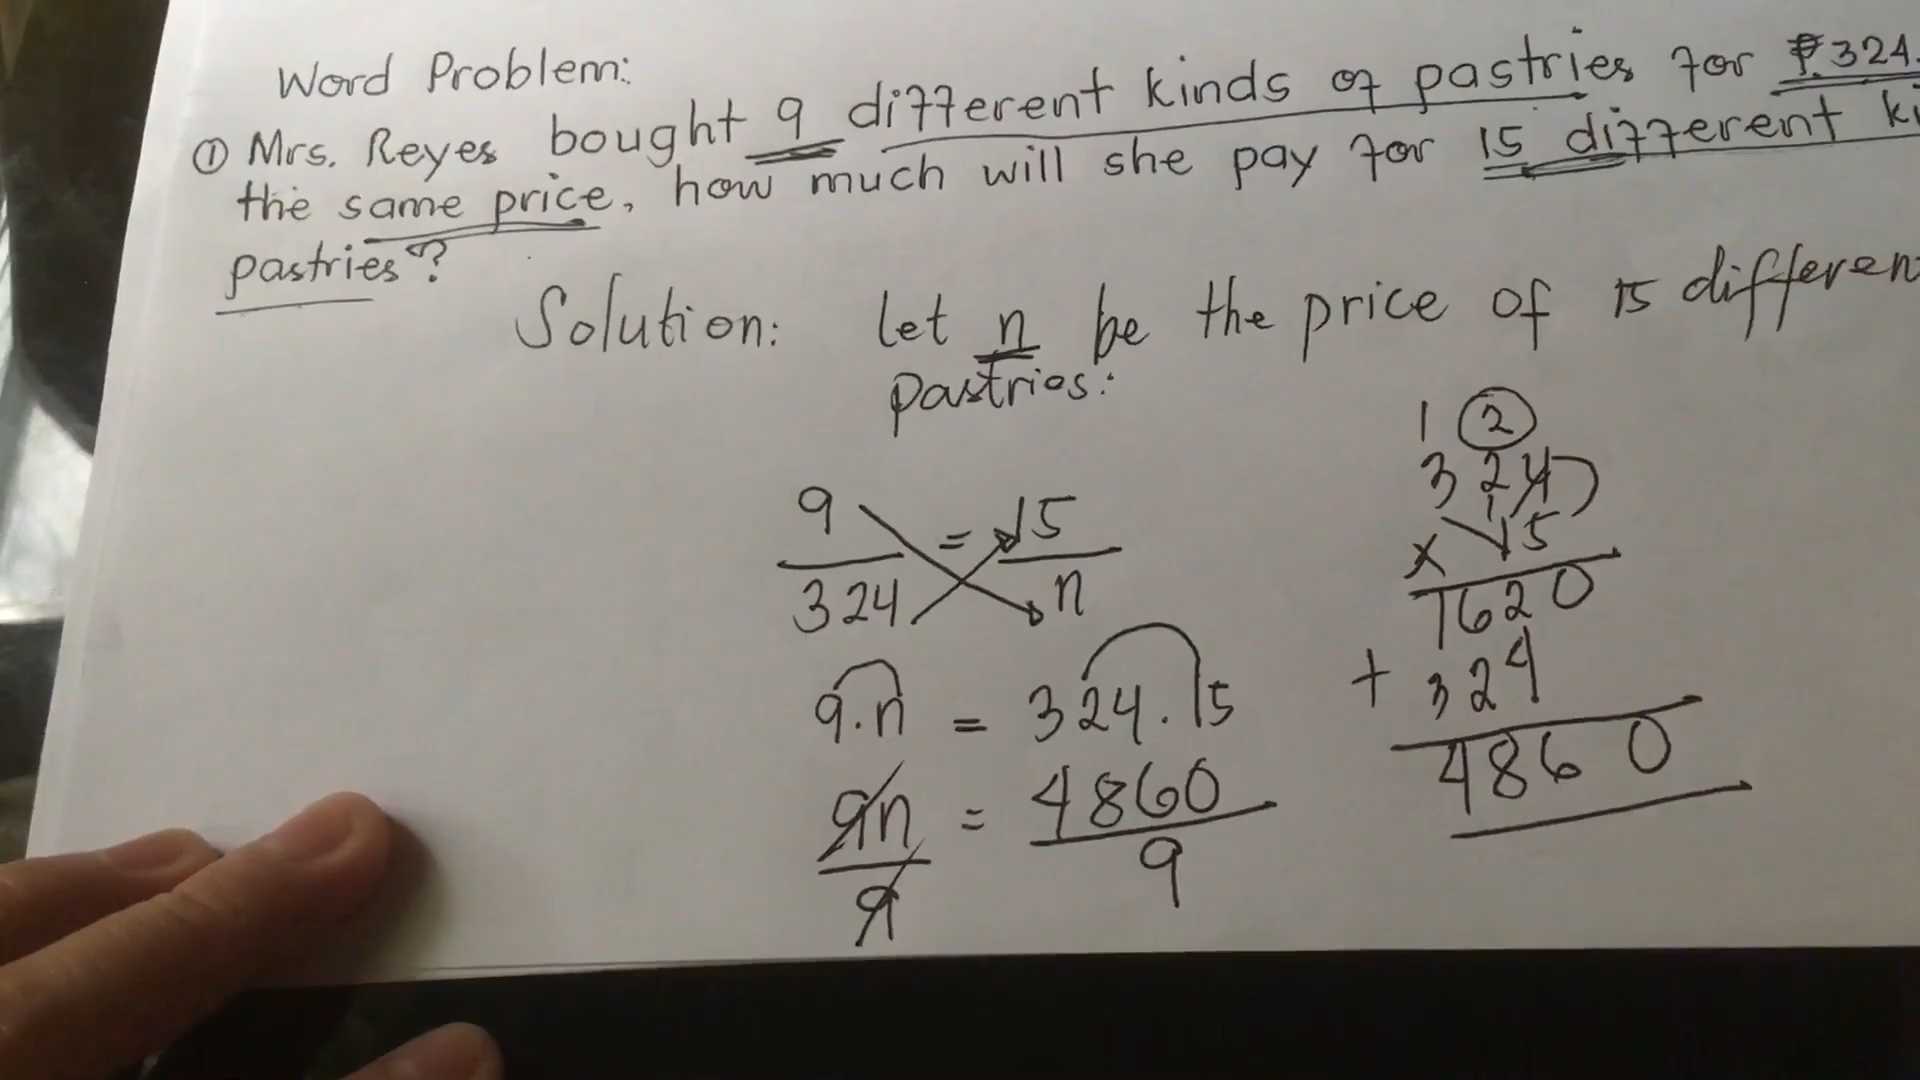 Word Problem:
① Mrs. Reyes bought 9 different kinds of pastries for ₱324.
the same price, how much will she pay for 15 different ki
pastries?
Solution: let n be the price of 15 differen
pastries:
9/324 = 15/n
9.n = 324.15
9n/9 = 4860/9
1 2
324
1
x 15
1620
+ 324
4860